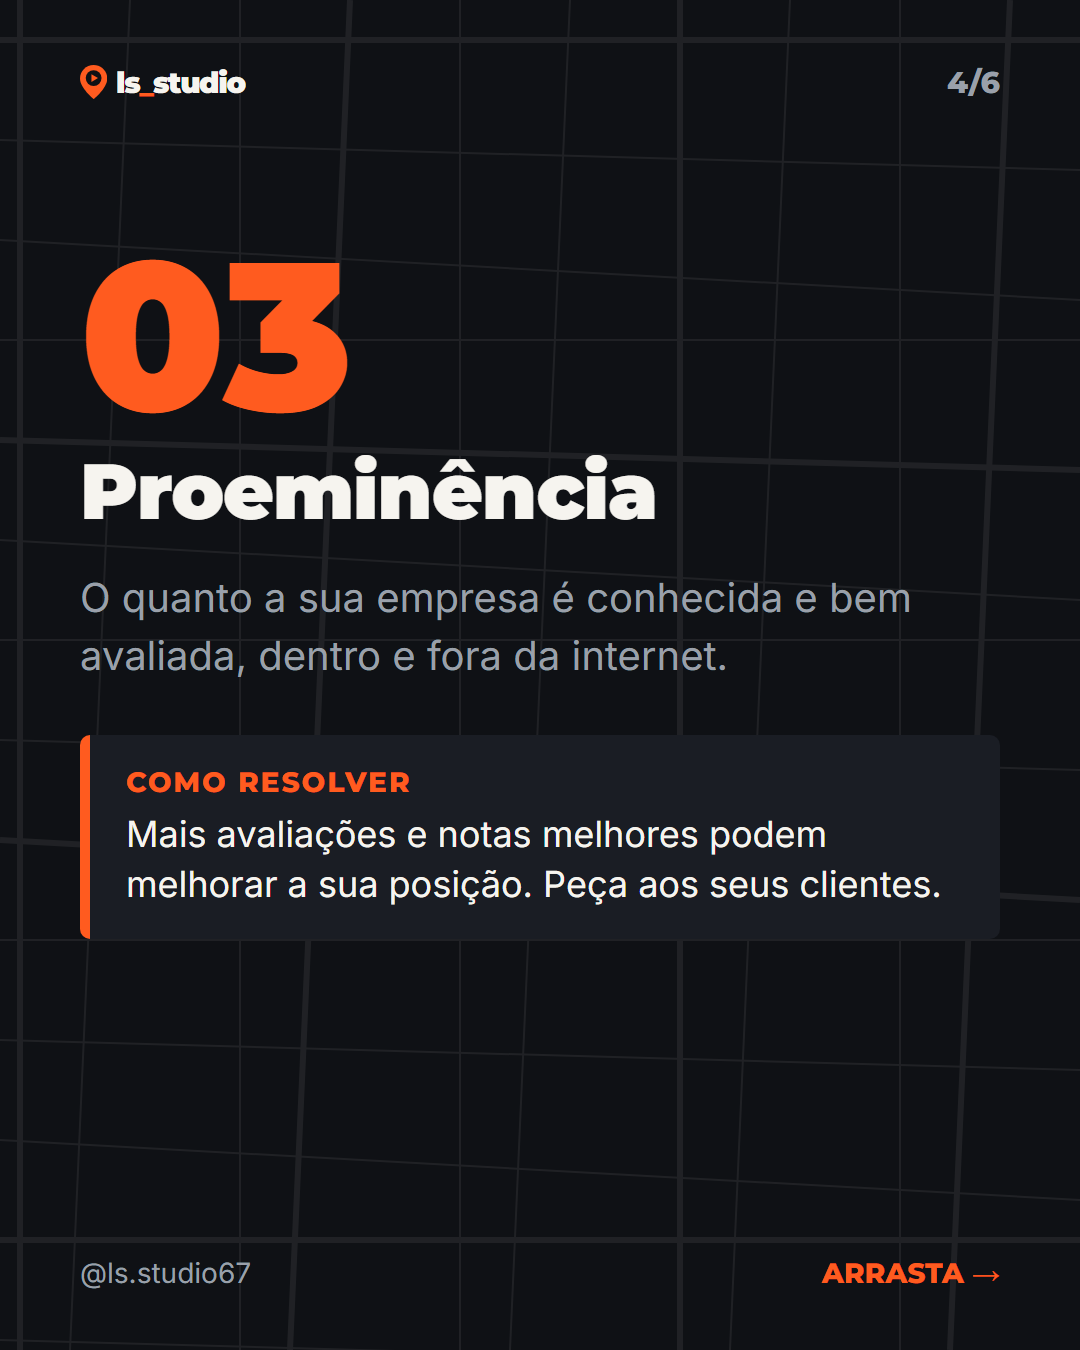 ls_studio
4/6
03
Proeminência
O quanto a sua empresa é conhecida e bem
avaliada, dentro e fora da internet.
COMO RESOLVER
Mais avaliações e notas melhores podem
melhorar a sua posição. Peça aos seus clientes.
@ls.studio67
ARRASTA →